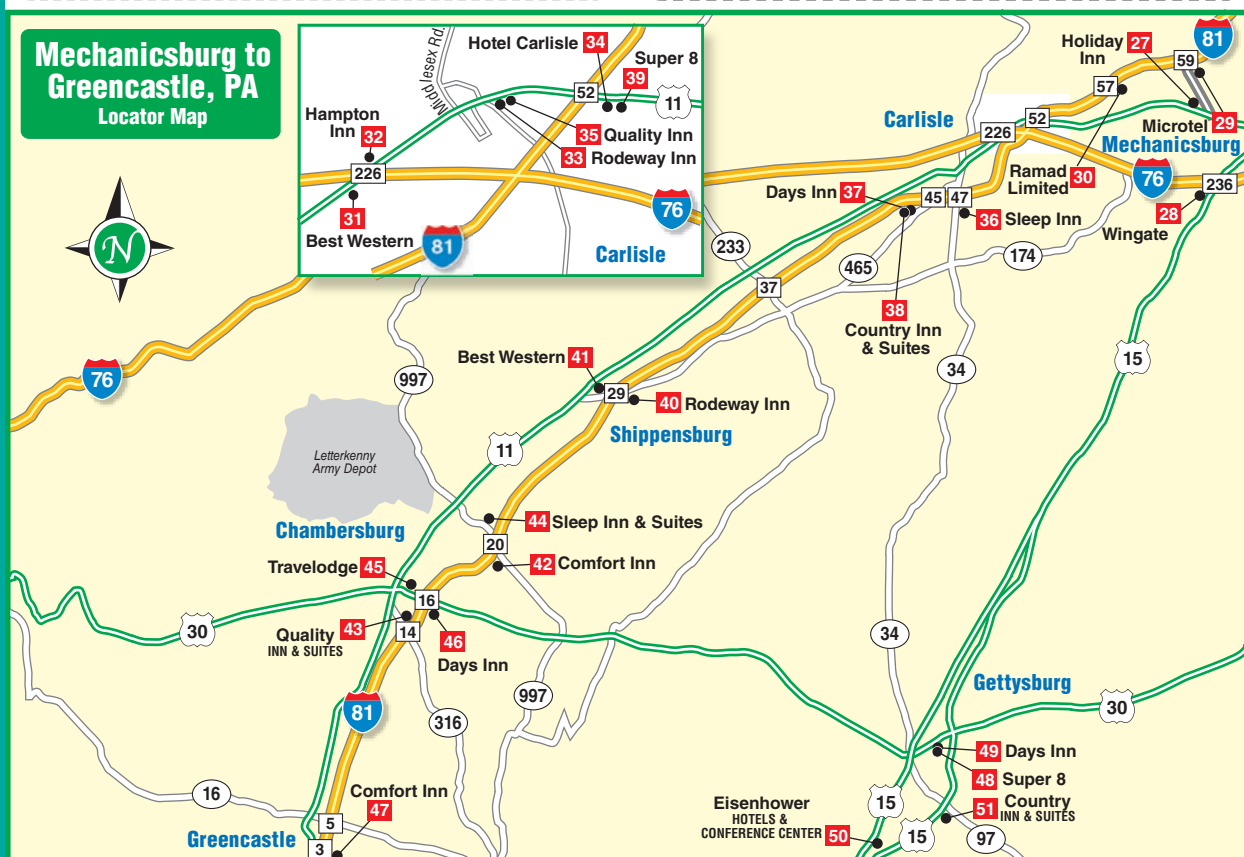 Mechanicsburg to
Greencastle, PA
Locator Map
N
Middlesex Rd.
Hotel Carlisle 34
Super 8
39
52
11
Hampton
Inn
32
35 Quality Inn
33 Rodeway Inn
226
31
Best Western
81
76
Carlisle
Holiday
Inn
27
81
59
57
52
Carlisle
226
Microtel 29
Mechanicsburg
Ramad
Limited
30
76
236
28
Wingate
Days Inn 37
45
47
36 Sleep Inn
233
465
174
37
38
Country Inn
& Suites
15
34
76
997
Best Western 41
29
40 Rodeway Inn
Shippensburg
11
Letterkenny
Army Depot
Chambersburg
44 Sleep Inn & Suites
20
42 Comfort Inn
Travelodge 45
16
30
Quality
INN & SUITES
43
14
46
Days Inn
34
Gettysburg
997
30
81
316
49 Days Inn
48 Super 8
16
Comfort Inn
47
5
Greencastle
3
Eisenhower
HOTELS &
CONFERENCE CENTER 50
15
51 Country
INN & SUITES
15
97